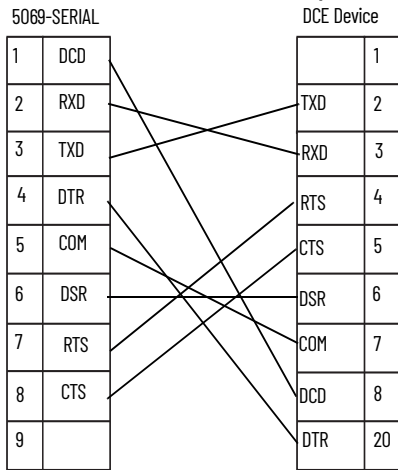 5069-SERIAL DCE Device
1 DCD 1
2 RXD TXD 2
3 TXD RXD 3
4 DTR RTS 4
5 COM CTS 5
6 DSR DSR 6
7 RTS COM 7
8 CTS DCD 8
9 DTR 20